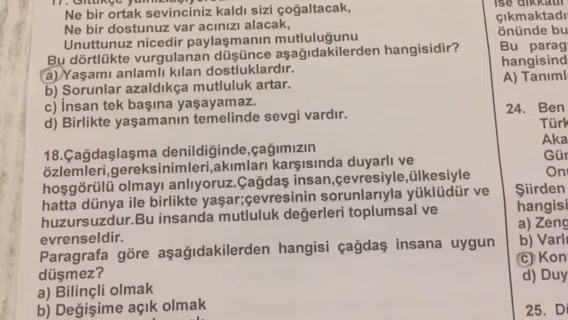 Ne bir ortak sevinciniz kaldı sizi çoğaltacak,
Ne bir dostunuz var acınızı alacak,
Unuttunuz nicedir paylaşmanın mutluluğunu
Bu dörtlükte vurgulanan düşünce aşağıdakilerden hangisidir?
a) Yaşamı anlamlı kılan dostluklardır.
b) Sorunlar azaldıkça mutluluk artar.
c) İnsan tek başına yaşayamaz.
d) Birlikte yaşamanın temelinde sevgi vardır.
18.Çağdaşlaşma denildiğinde,çağımızın
özlemleri,gereksinimleri,akımları karşısında duyarlı ve
hoşgörülü olmayı anlıyoruz.Çağdaş insan,çevresiyle,ülkesiyle
hatta dünya ile birlikte yaşar;çevresinin sorunlarıyla yüklüdür ve
huzursuzdur.Bu insanda mutluluk değerleri toplumsal ve
evrenseldir.
Paragrafa göre aşağıdakilerden hangisi çağdaş insana uygun
düşmez?
a) Bilinçli olmak
b) Değişime açık olmak
çıkmaktadı
önünde bu
Bu parag
hangisind
A) Tanıml
24. Ben
Türk
Aka
Gür
Onu
Şiirden
hangisi
a) Zeng
b) Varlı
c) Kon
d) Duy
25. Di